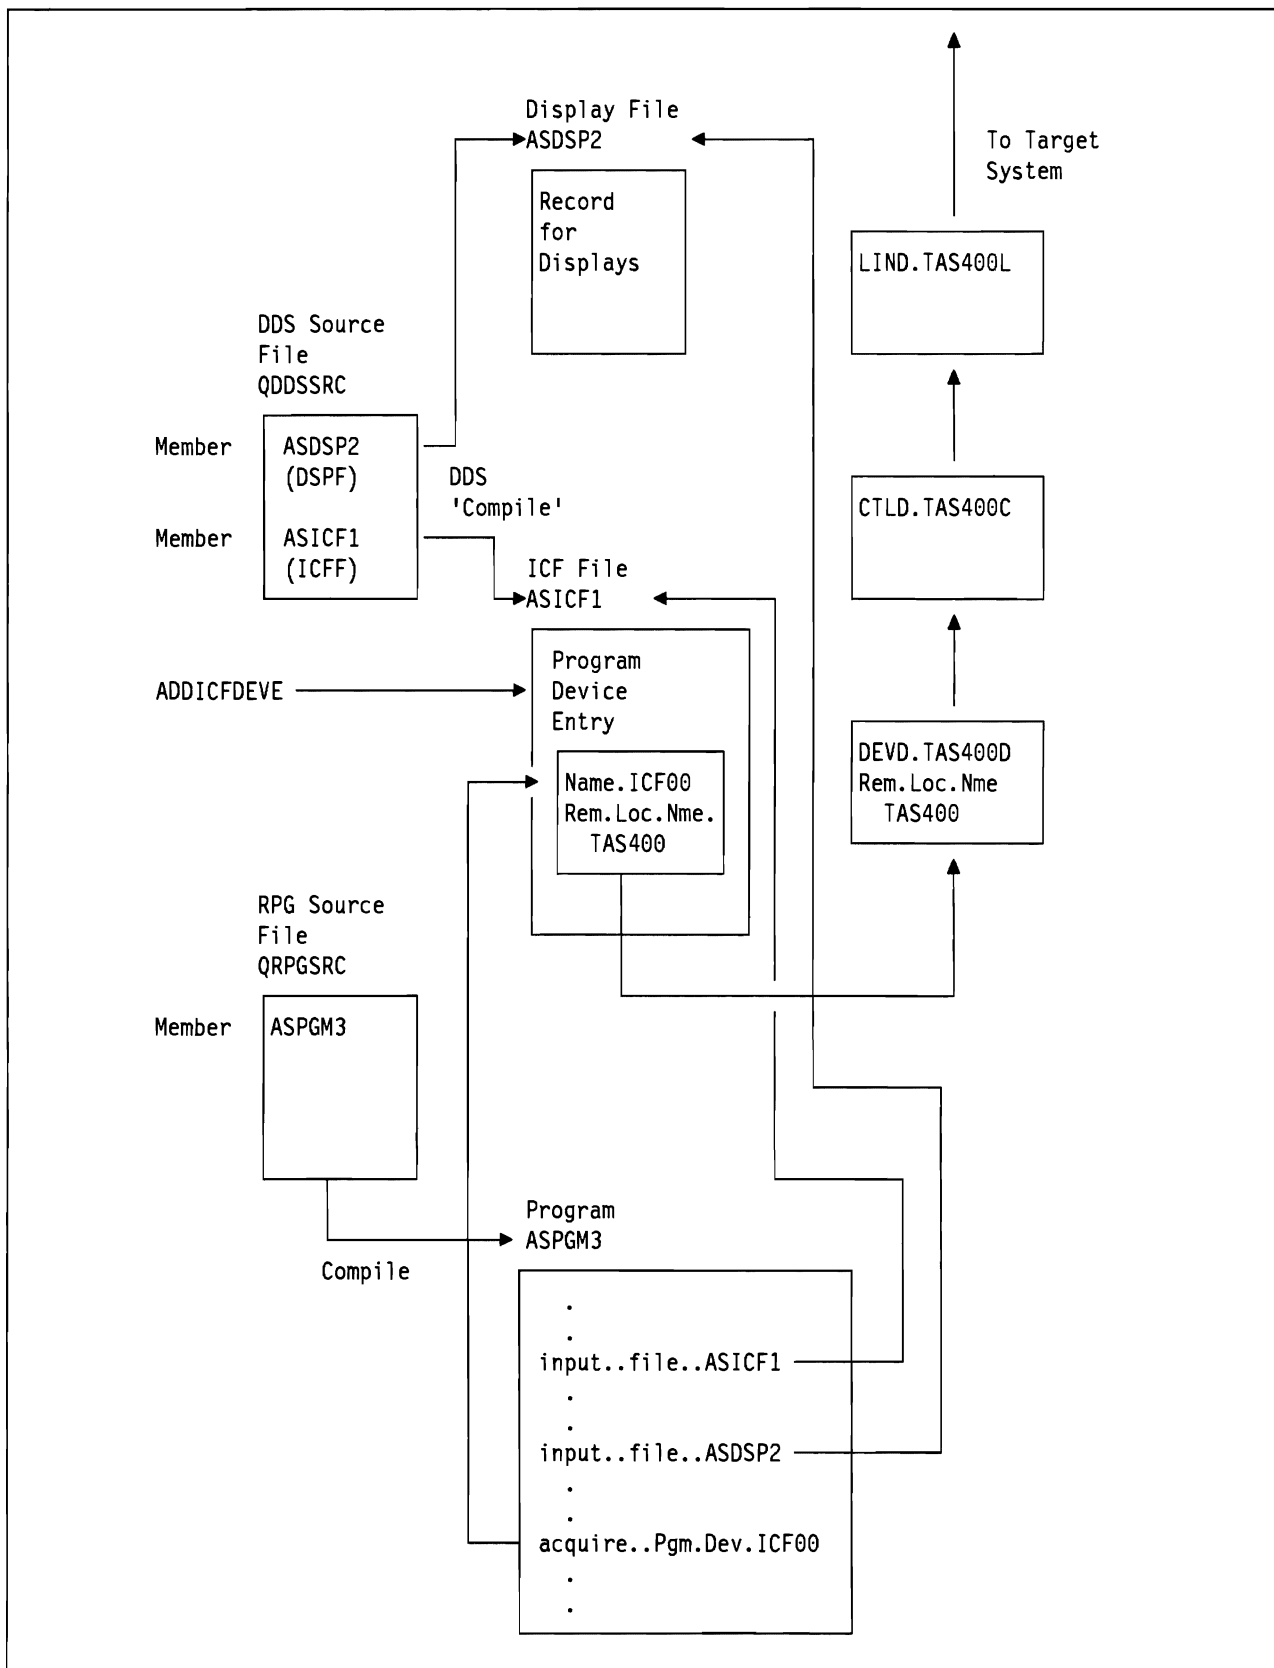 Display File
ASDSP2
To Target
System
Record
for
Displays
LIND.TAS400L
DDS Source
File
QDDSSRC
Member
ASDSP2
(DSPF)
DDS
'Compile'
CTLD.TAS400C
Member
ASICF1
(ICFF)
ICF File
ASICF1
Program
Device
Entry
ADDICFDEVE
DEVD.TAS400D
Rem.Loc.Nme
TAS400
Name.ICF00
Rem.Loc.Nme.
TAS400
RPG Source
File
QRPGSRC
Member
ASPGM3
Program
ASPGM3
Compile
.
.
input..file..ASICF1
.
.
input..file..ASDSP2
.
.
acquire..Pgm.Dev.ICF00
.
.